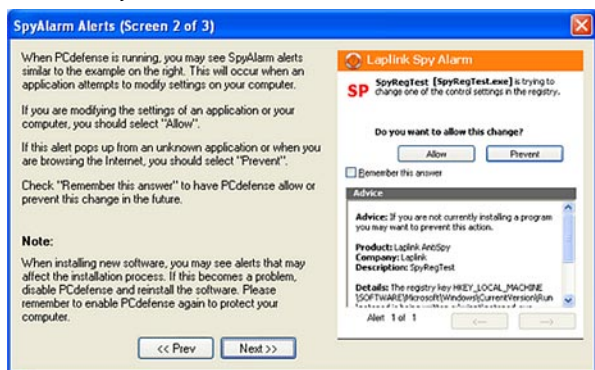 SpyAlarm Alerts (Screen 2 of 3)
When PCdefense is running, you may see SpyAlarm alerts
similar to the example on the right. This will occur when an
application attempts to modify settings on your computer.
If you are modifying the settings of an application or your
computer, you should select "Allow".
If this alert pops up from an unknown application or when you
are browsing the Internet, you should select "Prevent".
Check "Remember this answer" to have PCdefense allow or
prevent this change in the future.
Note:
When installing new software, you may see alerts that may
affect the installation process. If this becomes a problem,
disable PCdefense and reinstall the software. Please
remember to enable PCdefense again to protect your
computer.
<< Prev
Next >>
Laplink Spy Alarm
SP
SpyRegTest [SpyRegTest.exe] is trying to
change one of the control settings in the registry.
Do you want to allow this change?
Allow
Prevent
Remember this answer
Advice
Advice: If you are not currently installing a program
you may want to prevent this action.
Product: Laplink AntiSpy
Company: Laplink
Description: SpyRegTest
Details: The registry key HKEY_LOCAL_MACHINE
\SOFTWARE\Microsoft\Windows\CurrentVersion\Run
Alert 1 of 1
<--
-->